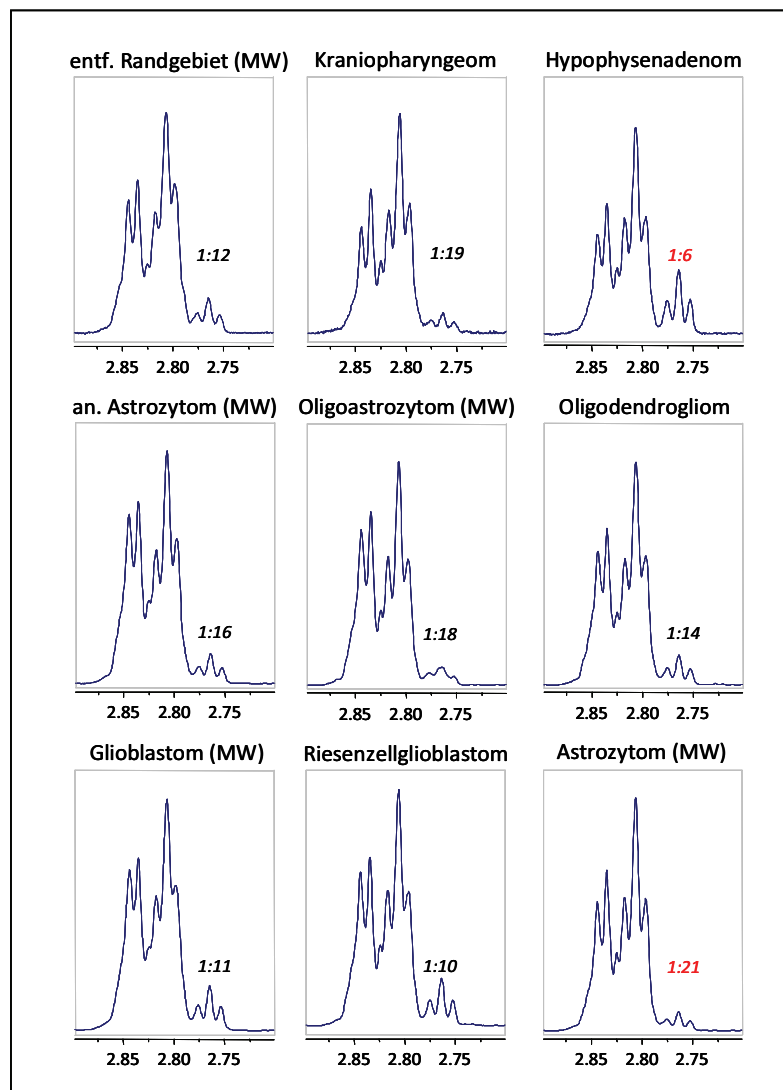 entf. Randgebiet (MW) Kraniopharyngeom Hypophysenadenom
1:12 1:19 1:6
2.85 2.80 2.75 2.85 2.80 2.75 2.85 2.80 2.75
an. Astrozytom (MW) Oligoastrozytom (MW) Oligodendrogliom
1:16 1:18 1:14
2.85 2.80 2.75 2.85 2.80 2.75 2.85 2.80 2.75
Glioblastom (MW) Riesenzellglioblastom Astrozytom (MW)
1:11 1:10 1:21
2.85 2.80 2.75 2.85 2.80 2.75 2.85 2.80 2.75